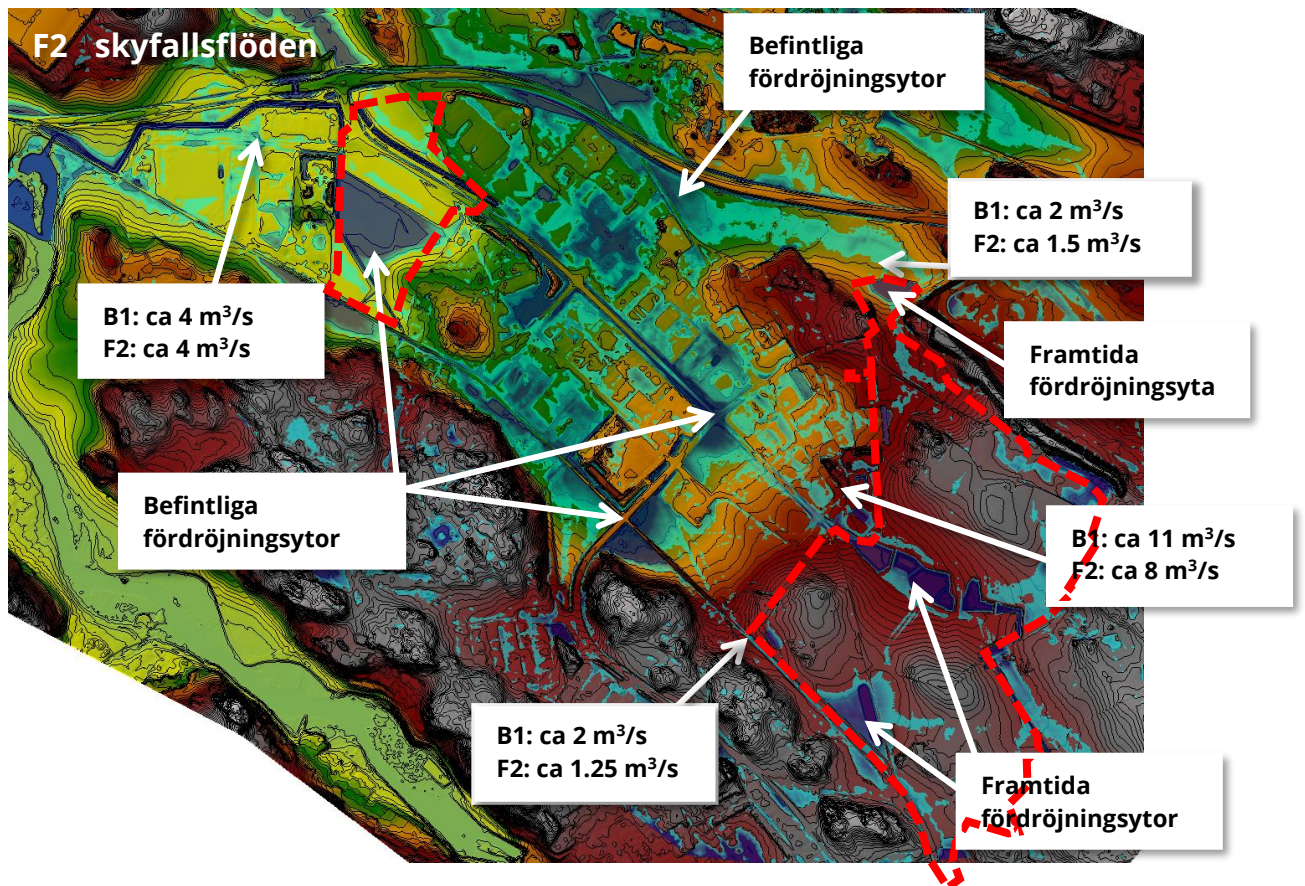 F2 skyfallsflöden
Befintliga
fördröjningsytor
B1: ca 2 m³/s
F2: ca 1.5 m³/s
B1: ca 4 m³/s
F2: ca 4 m³/s
Framtida
fördröjningsyta
Befintliga
fördröjningsytor
B1: ca 11 m³/s
F2: ca 8 m³/s
B1: ca 2 m³/s
F2: ca 1.25 m³/s
Framtida
fördröjningsytor